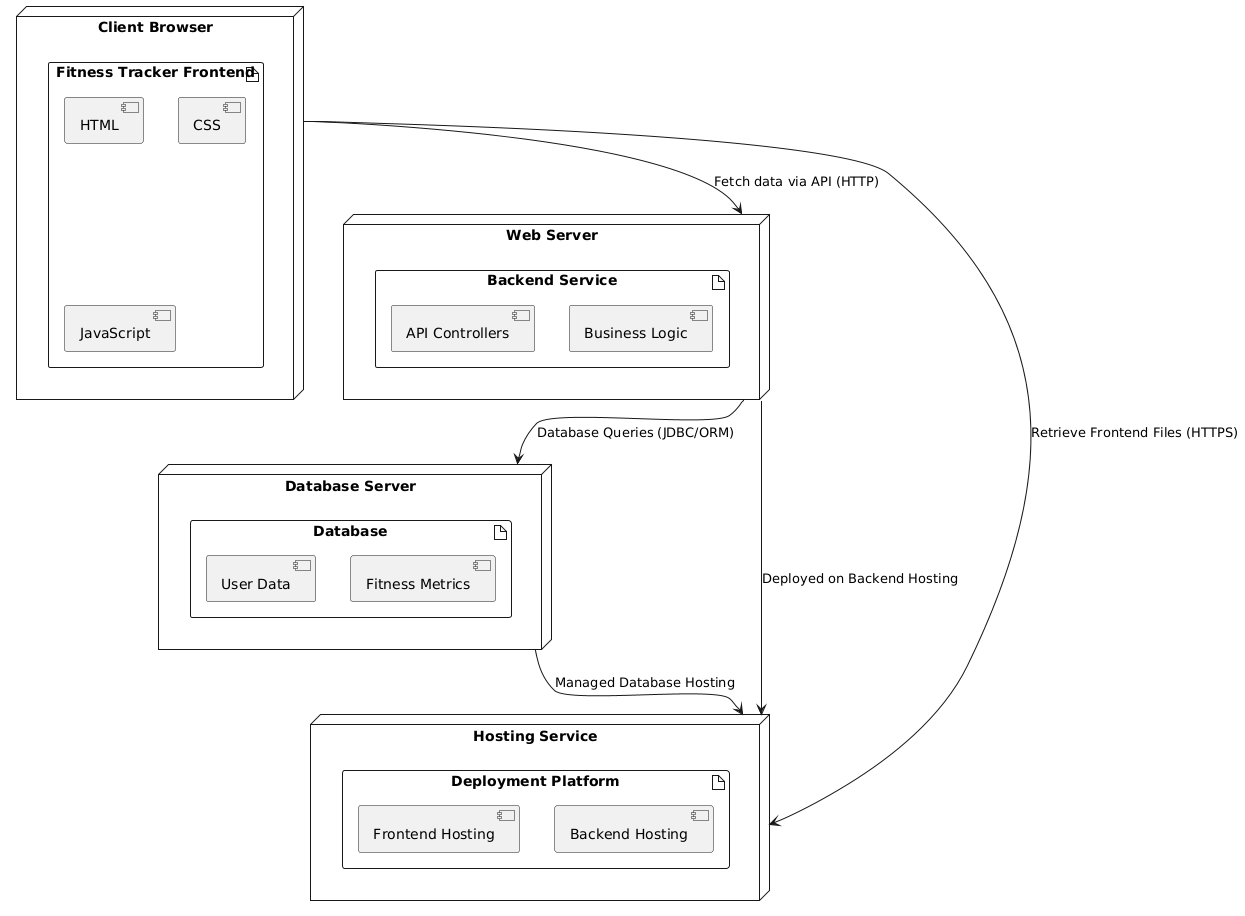 Client Browser
Fitness Tracker Frontend
HTML
CSS
JavaScript
Fetch data via API (HTTP)
Web Server
Backend Service
API Controllers
Business Logic
Retrieve Frontend Files (HTTPS)
Database Queries (JDBC/ORM)
Database Server
Database
User Data
Fitness Metrics
Deployed on Backend Hosting
Managed Database Hosting
Hosting Service
Deployment Platform
Frontend Hosting
Backend Hosting